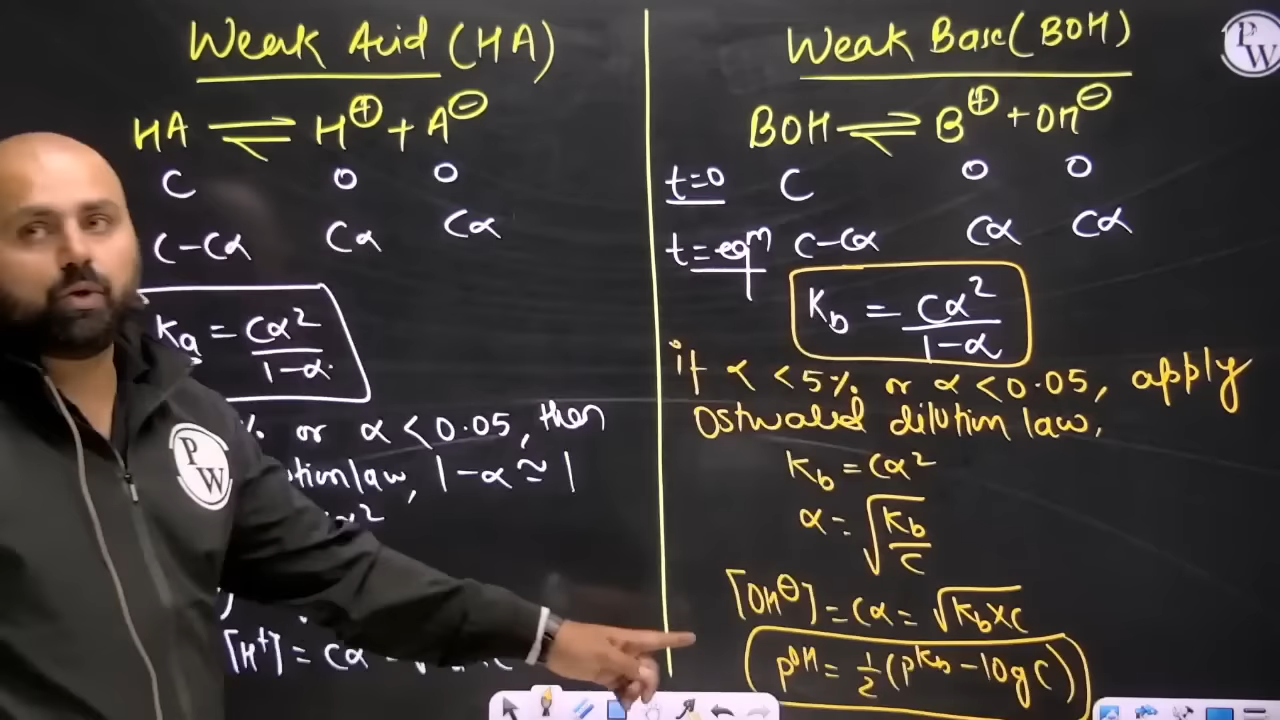 Weak Acid (HA)
HA ⇌ H⊕ + A⊖
C 0 0
C-Cα Cα Cα
Ka = Cα²/1-α
% or α < 0.05, then
law, 1-α ≈ 1
[H⁺] = Cα
Weak Base (BOH)
BOH ⇌ B⊕ + OH⊖
t=0 C 0 0
t=eqᵐ C-Cα Cα Cα
Kb = Cα²/1-α
if α < 5% or α < 0.05, apply
Ostwald dilution law,
Kb = Cα²
α = √Kb/C
[OH⊖] = Cα = √Kb×C
pOH = 1/2 (pKb - log C)
PW
PW